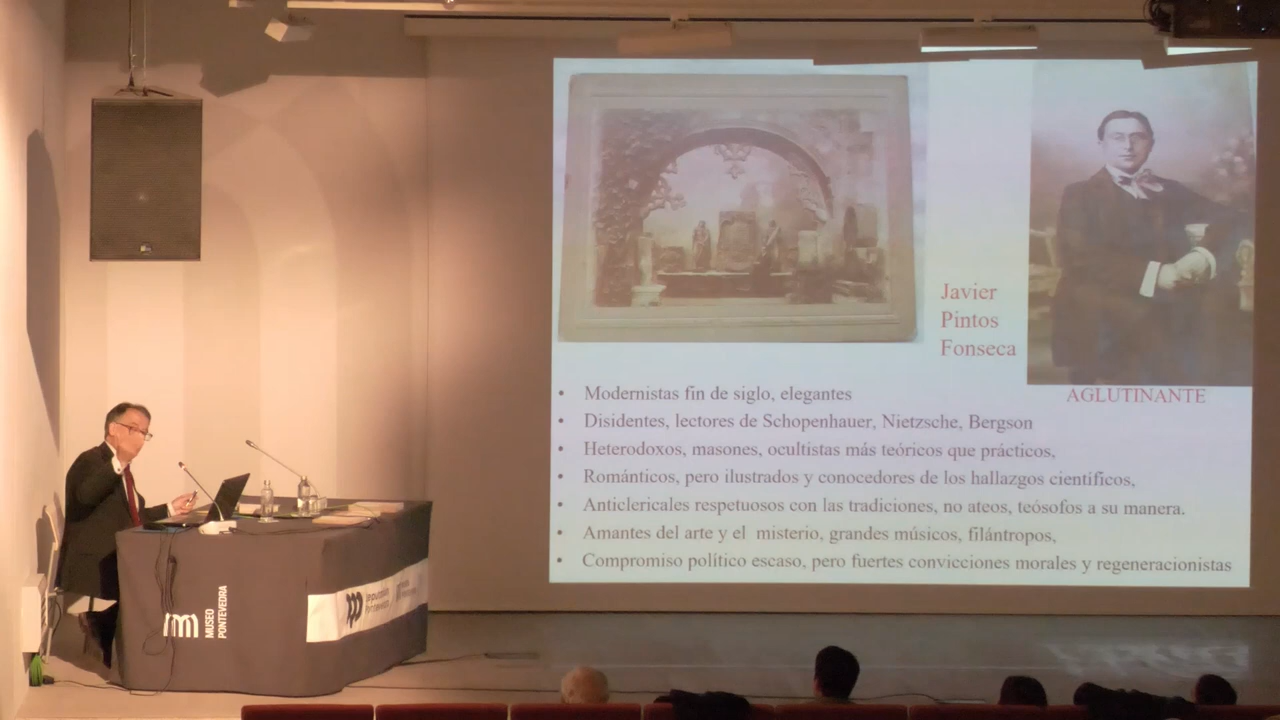 Javier
Pintos
Fonseca
AGLUTINANTE
• Modernistas fin de siglo, elegantes
• Disidentes, lectores de Schopenhauer, Nietzsche, Bergson
• Heterodoxos, masones, ocultistas más teóricos que prácticos,
• Románticos, pero ilustrados y conocedores de los hallazgos científicos,
• Anticlericales respetuosos con las tradiciones, no ateos, teósofos a su manera.
• Amantes del arte y el misterio, grandes músicos, filántropos,
• Compromiso político escaso, pero fuertes convicciones morales y regeneracionistas
MUSEO
PONTEVEDRA